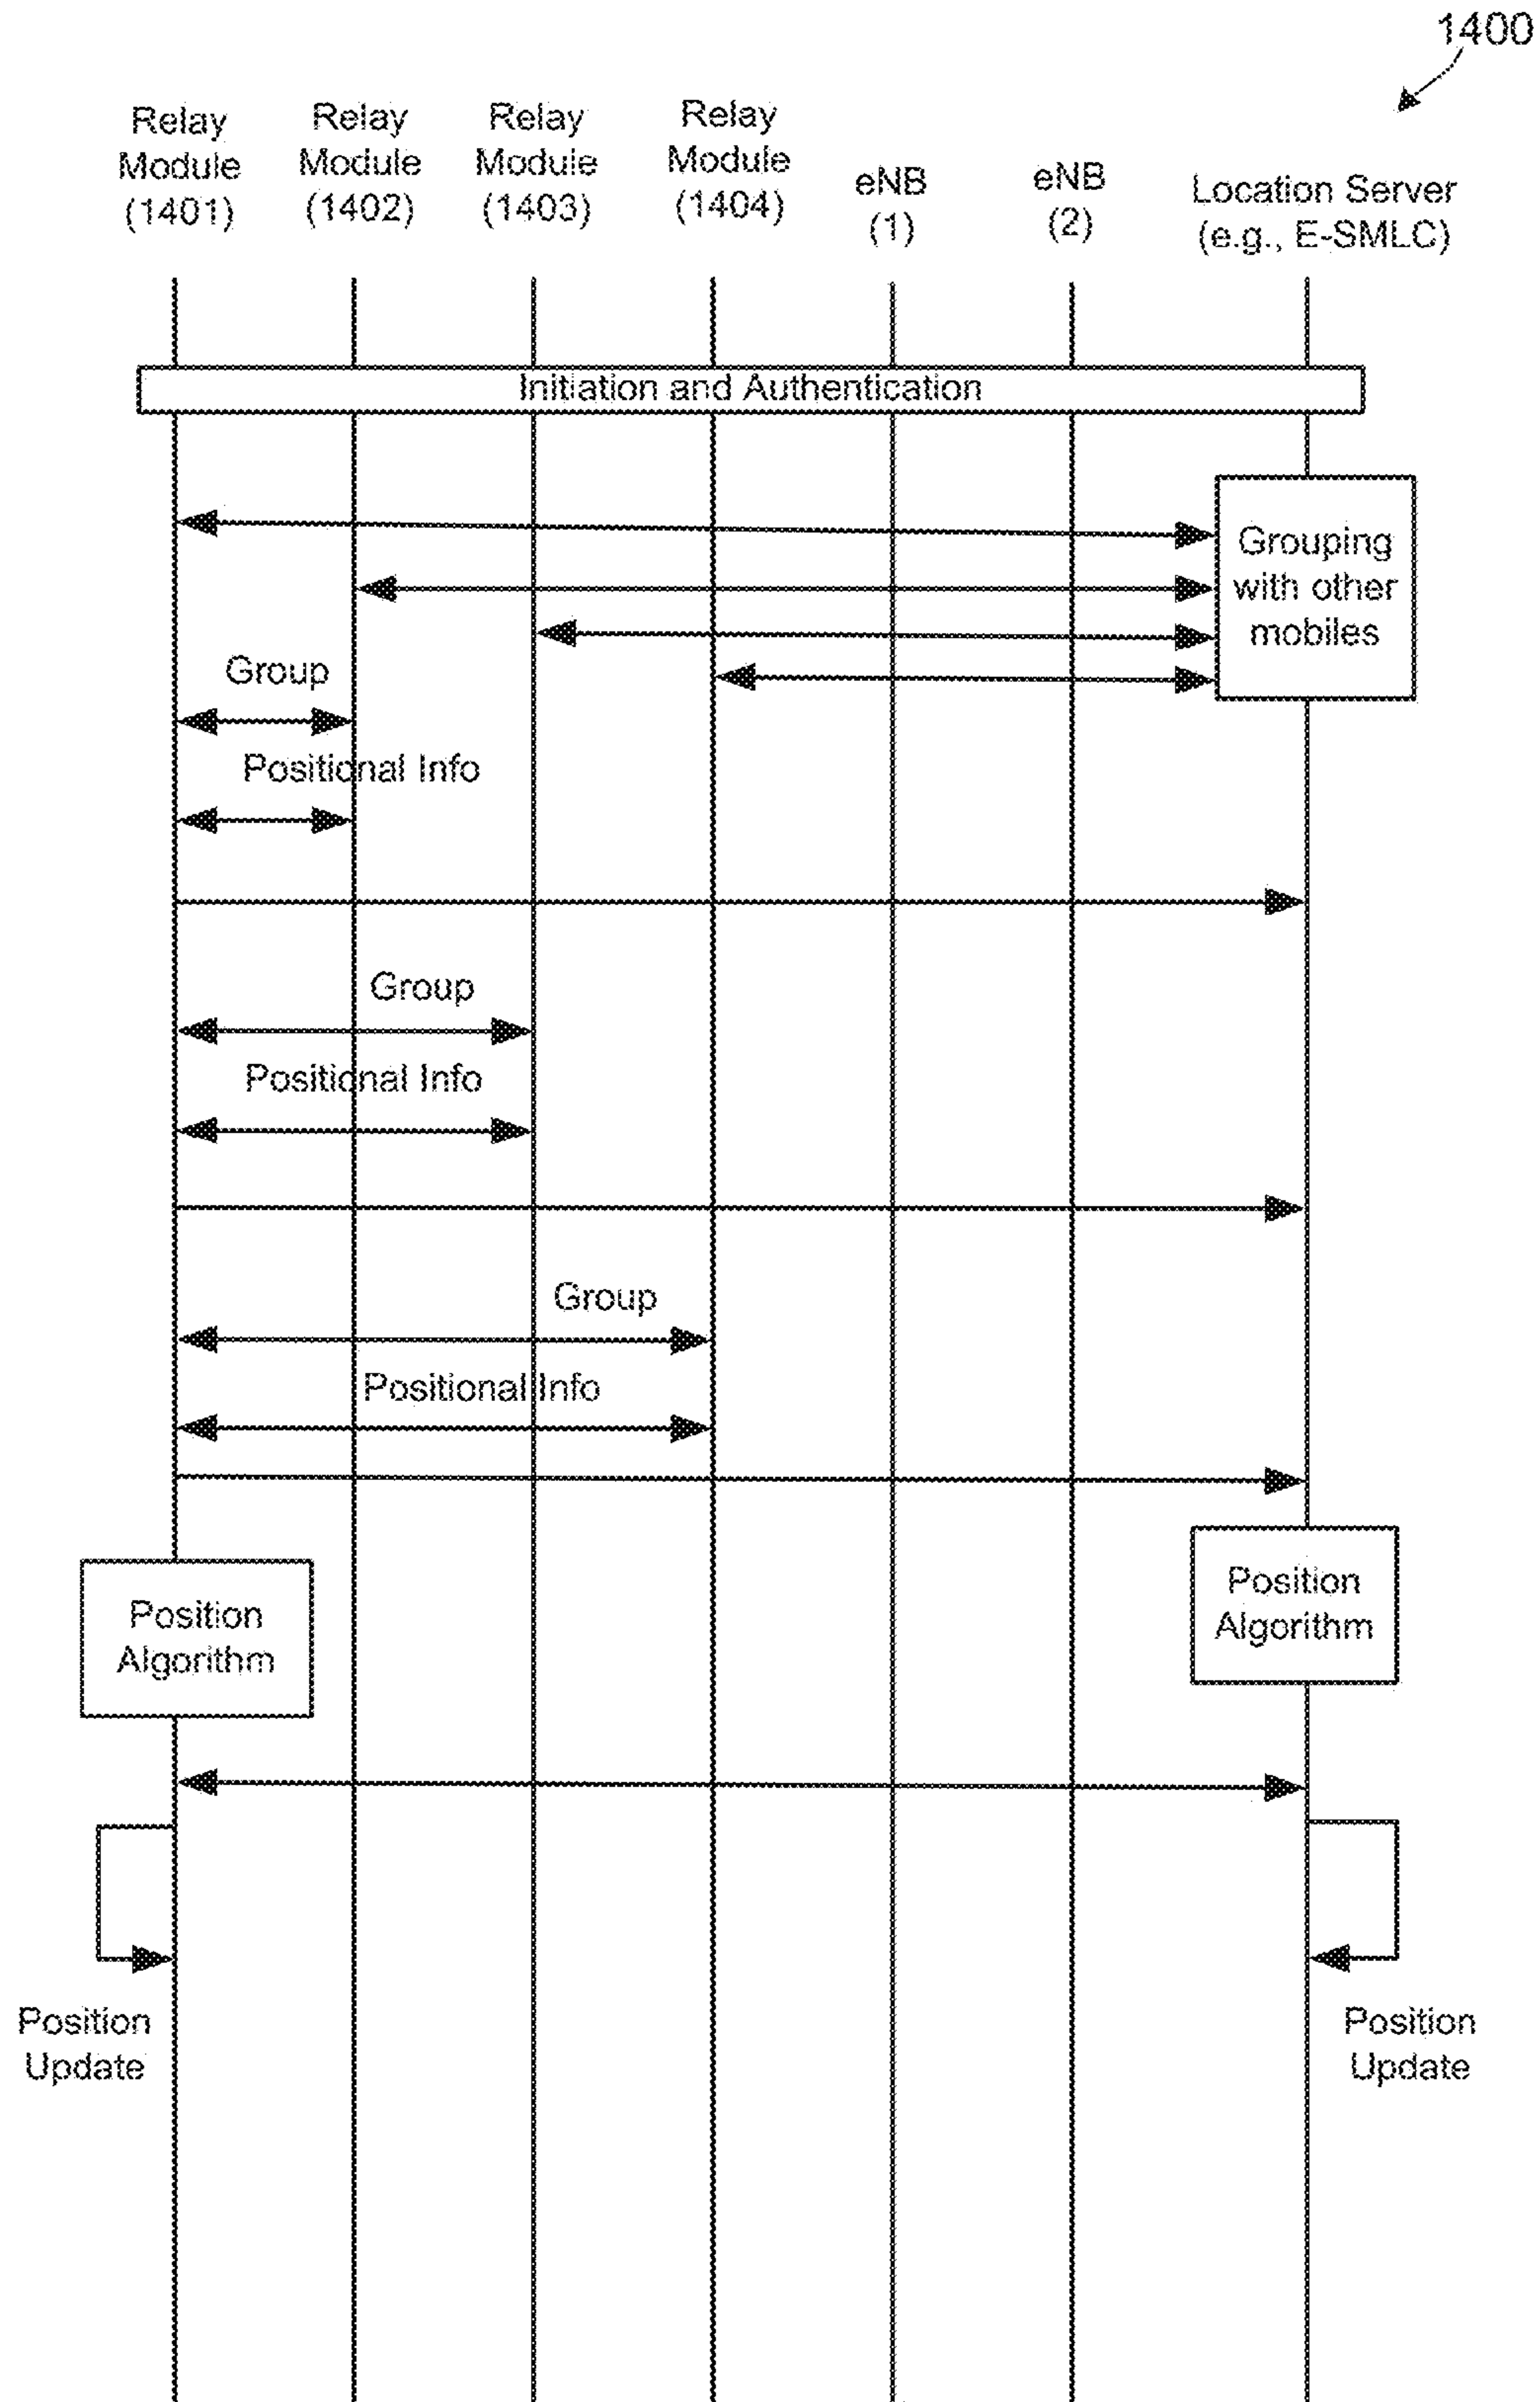 1400
Relay
Module
(1401)
Relay
Module
(1402)
Relay
Module
(1403)
Relay
Module
(1404)
eNB
(1)
eNB
(2)
Location Server
(e.g., E-SMLC)
Initiation and Authentication
Grouping
with other
mobiles
Group
Positional Info
Group
Positional Info
Group
Positional Info
Position
Algorithm
Position
Algorithm
Position
Update
Position
Update